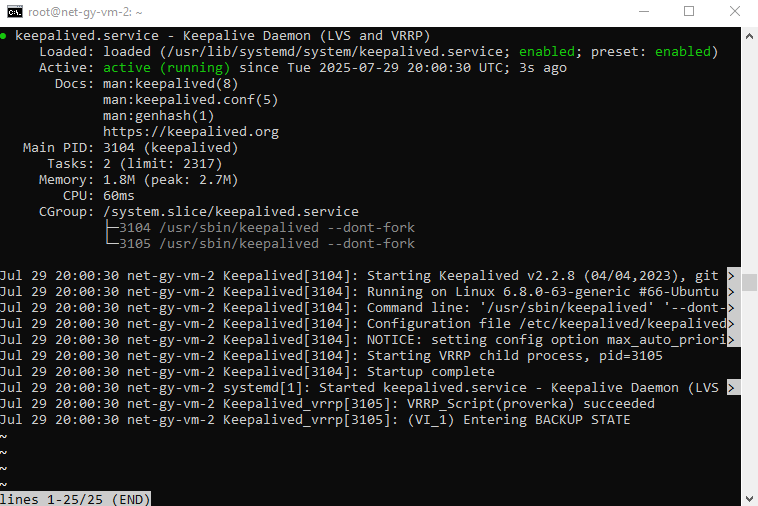 root@net-gy-vm-2: ~
● keepalived.service - Keepalive Daemon (LVS and VRRP)
     Loaded: loaded (/usr/lib/systemd/system/keepalived.service; enabled; preset: enabled)
     Active: active (running) since Tue 2025-07-29 20:00:30 UTC; 3s ago
       Docs: man:keepalived(8)
             man:keepalived.conf(5)
             man:genhash(1)
             https://keepalived.org
   Main PID: 3104 (keepalived)
      Tasks: 2 (limit: 2317)
     Memory: 1.8M (peak: 2.7M)
        CPU: 60ms
     CGroup: /system.slice/keepalived.service
             ├─3104 /usr/sbin/keepalived --dont-fork
             └─3105 /usr/sbin/keepalived --dont-fork
Jul 29 20:00:30 net-gy-vm-2 Keepalived[3104]: Starting Keepalived v2.2.8 (04/04,2023), git >
Jul 29 20:00:30 net-gy-vm-2 Keepalived[3104]: Running on Linux 6.8.0-63-generic #66-Ubuntu >
Jul 29 20:00:30 net-gy-vm-2 Keepalived[3104]: Command line: '/usr/sbin/keepalived' '--dont->
Jul 29 20:00:30 net-gy-vm-2 Keepalived[3104]: Configuration file /etc/keepalived/keepalived>
Jul 29 20:00:30 net-gy-vm-2 Keepalived[3104]: NOTICE: setting config option max_auto_priori>
Jul 29 20:00:30 net-gy-vm-2 Keepalived[3104]: Starting VRRP child process, pid=3105
Jul 29 20:00:30 net-gy-vm-2 Keepalived[3104]: Startup complete
Jul 29 20:00:30 net-gy-vm-2 systemd[1]: Started keepalived.service - Keepalive Daemon (LVS >
Jul 29 20:00:30 net-gy-vm-2 Keepalived_vrrp[3105]: VRRP_Script(proverka) succeeded
Jul 29 20:00:30 net-gy-vm-2 Keepalived_vrrp[3105]: (VI_1) Entering BACKUP STATE
~
~
~
~
lines 1-25/25 (END)